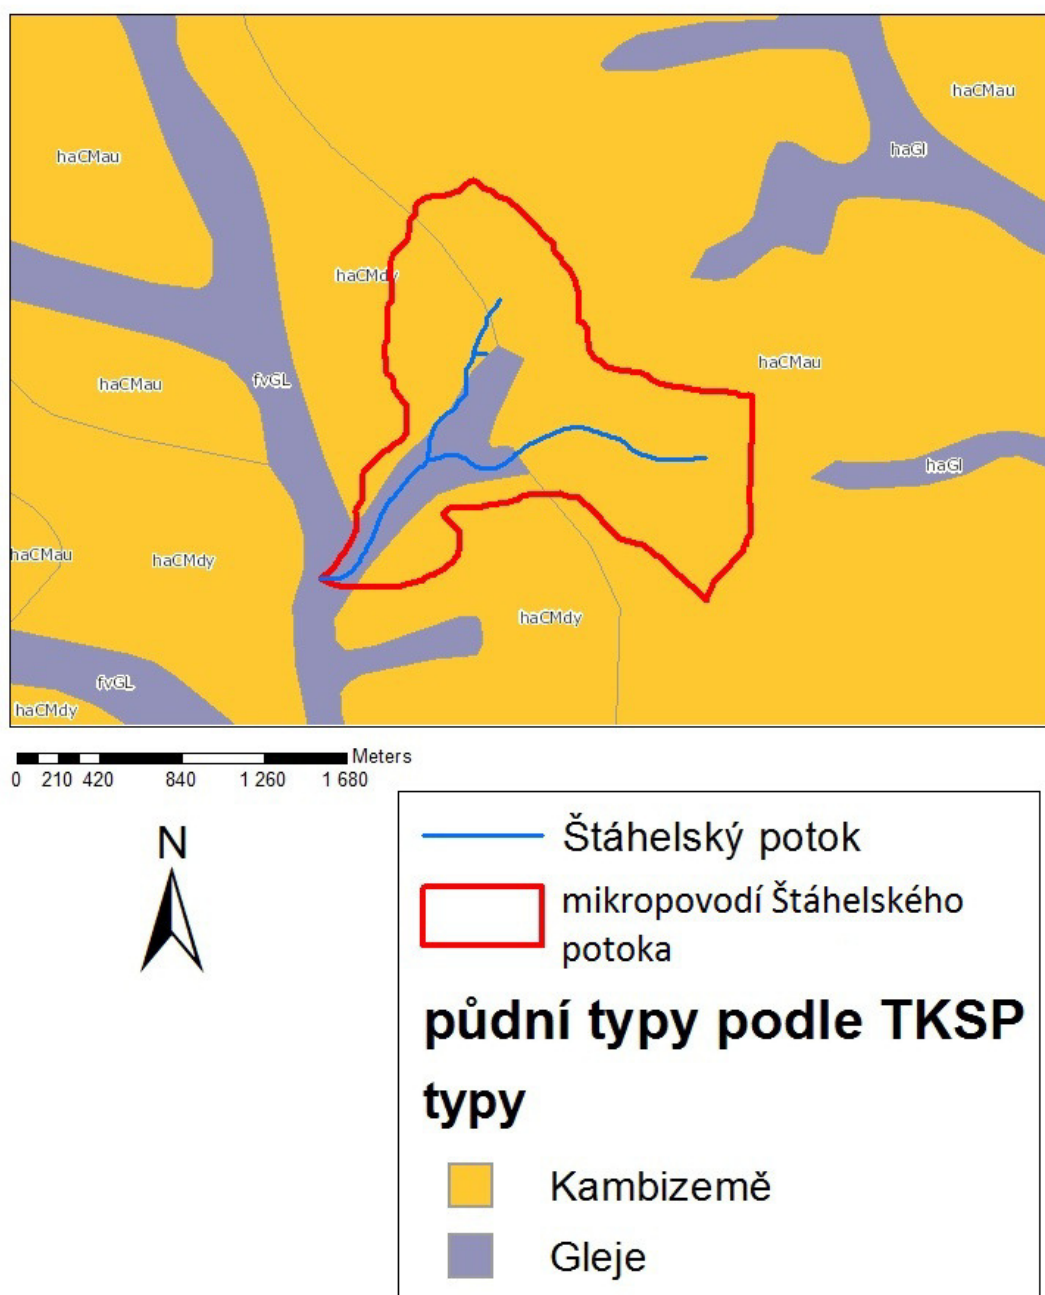 haCMau
haGl
haCMau
haCMdy
haCMau
haCMau
fvGL
haGl
haCMau
haCMdy
haCMdy
fvGL
haCMdy
Meters
0 210 420 840 1 260 1 680
N
Štáhelský potok
mikropovodí Štáhelského
potoka
půdní typy podle TKSP
typy
Kambizemě
Gleje